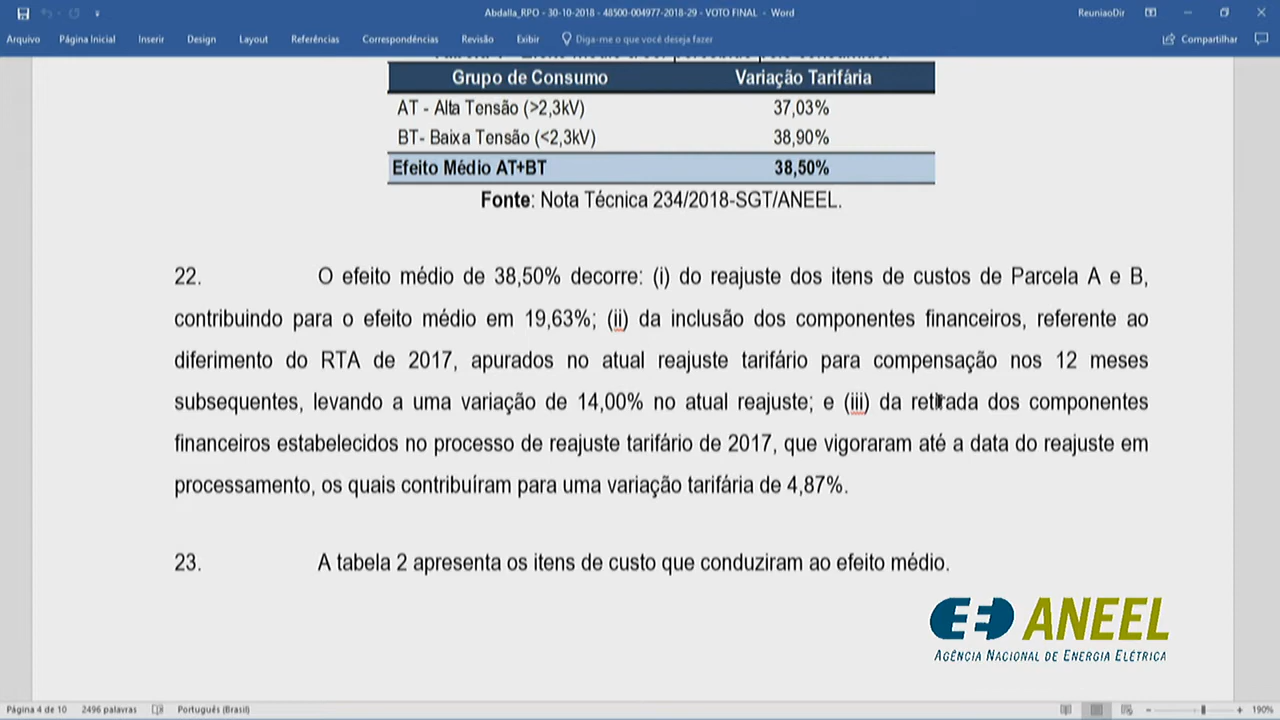 Abdalla_RPO - 30-10-2018 - 48500-004977-2018-29 - VOTO FINAL - Word
ReuniaoDir
Arquivo Página Inicial Inserir Design Layout Referências Correspondências Revisão Exibir Diga-me o que você deseja fazer Compartilhar
Grupo de Consumo Variação Tarifária
AT - Alta Tensão (>2,3kV) 37,03%
BT- Baixa Tensão (<2,3kV) 38,90%
Efeito Médio AT+BT 38,50%
Fonte: Nota Técnica 234/2018-SGT/ANEEL.
22. O efeito médio de 38,50% decorre: (i) do reajuste dos itens de custos de Parcela A e B,
contribuindo para o efeito médio em 19,63%; (ii) da inclusão dos componentes financeiros, referente ao
diferimento do RTA de 2017, apurados no atual reajuste tarifário para compensação nos 12 meses
subsequentes, levando a uma variação de 14,00% no atual reajuste; e (iii) da retirada dos componentes
financeiros estabelecidos no processo de reajuste tarifário de 2017, que vigoraram até a data do reajuste em
processamento, os quais contribuíram para uma variação tarifária de 4,87%.
23. A tabela 2 apresenta os itens de custo que conduziram ao efeito médio.
ANEEL
AGÊNCIA NACIONAL DE ENERGIA ELÉTRICA
Página 4 de 10 2496 palavras Português (Brasil) 190%